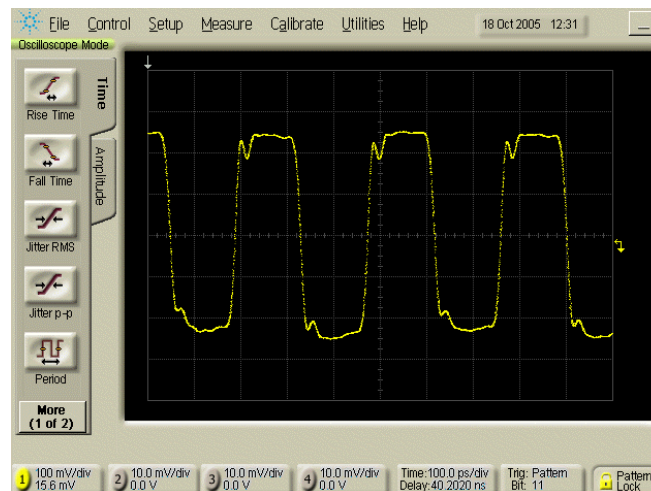 File Control Setup Measure Calibrate Utilities Help 18 Oct 2005 12:31
Oscilloscope Mode
Time
Amplitude
Rise Time
Fall Time
Jitter RMS
Jitter p-p
Period
More
(1 of 2)
1 100 mV/div
15.6 mV
2 10.0 mV/div
0.0 V
3 10.0 mV/div
0.0 V
4 10.0 mV/div
0.0 V
Time:100.0 ps/div
Delay:40.2020 ns
Trig: Pattern
Bit: 11
Pattern
Lock